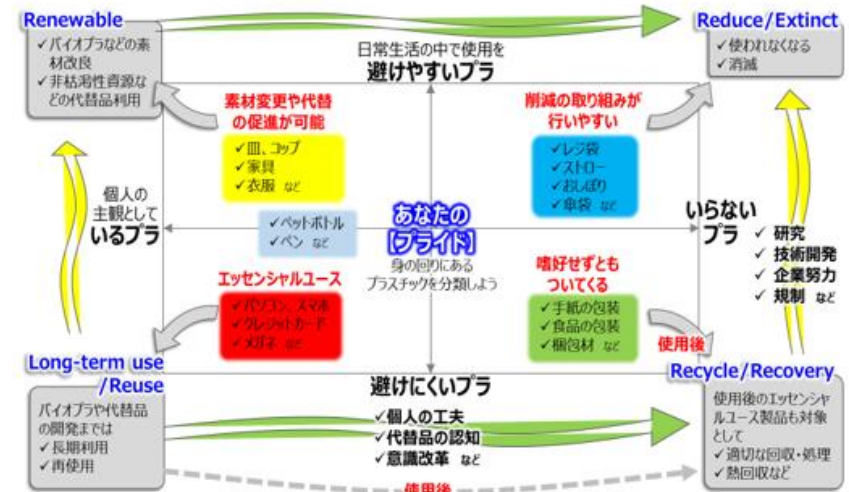 Renewable
✓バイオプラなどの素
材改良
✓非枯渇性資源な
どの代替品利用
Reduce/Extinct
✓使われなくなる
✓消滅
日常生活の中で使用を
避けやすいプラ
素材変更や代替
の促進が可能
✓皿、コップ
✓家具
✓衣服 など
削減の取り組みが
行いやすい
✓レジ袋
✓ストロー
✓おしぼり
✓傘袋 など
個人の
主観として
いるプラ
✓ペットボトル
✓ペン など
あなたの
【プライド】
身の回りにある
プラスチックを分類しよう
いらない
プラ
✓ 研究
✓ 技術開発
✓ 企業努力
✓ 規制 など
エッセンシャルユース
✓パソコン、スマホ
✓クレジットカード
✓メガネ など
嗜好せずとも
ついてくる
✓手紙の包装
✓食品の包装
✓梱包材 など
使用後
Long-term use
/Reuse
バイオプラや代替品
の開発までは
✓長期利用
✓再使用
避けにくいプラ
✓個人の工夫
✓代替品の認知
✓意識改革 など
Recycle/Recovery
使用後のエッセンシャ
ルユース製品も対象
として
✓適切な回収・処理
✓熱回収など
使用後